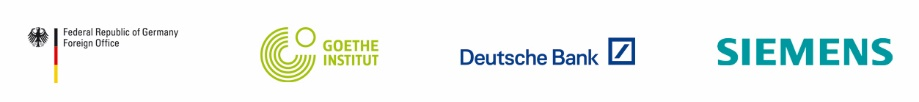 Federal Republic of Germany
Foreign Office
GOETHE
INSTITUT
Deutsche Bank
SIEMENS